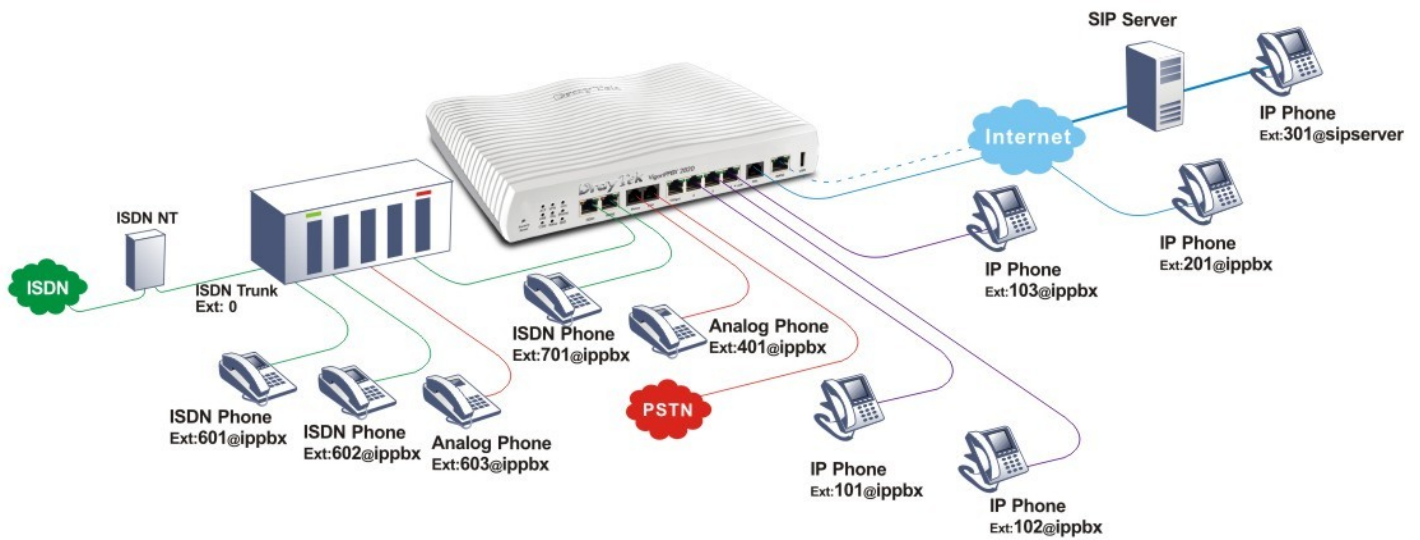 SIP Server
IP Phone
Ext:301@sipserver
Internet
DrayTek
VigorIPPBX 2820
ISDN NT
ISDN
ISDN Trunk
Ext: 0
IP Phone
Ext:201@ippbx
IP Phone
Ext:103@ippbx
ISDN Phone
Ext:701@ippbx
Analog Phone
Ext:401@ippbx
PSTN
ISDN Phone
Ext:601@ippbx
ISDN Phone
Ext:602@ippbx
Analog Phone
Ext:603@ippbx
IP Phone
Ext:101@ippbx
IP Phone
Ext:102@ippbx